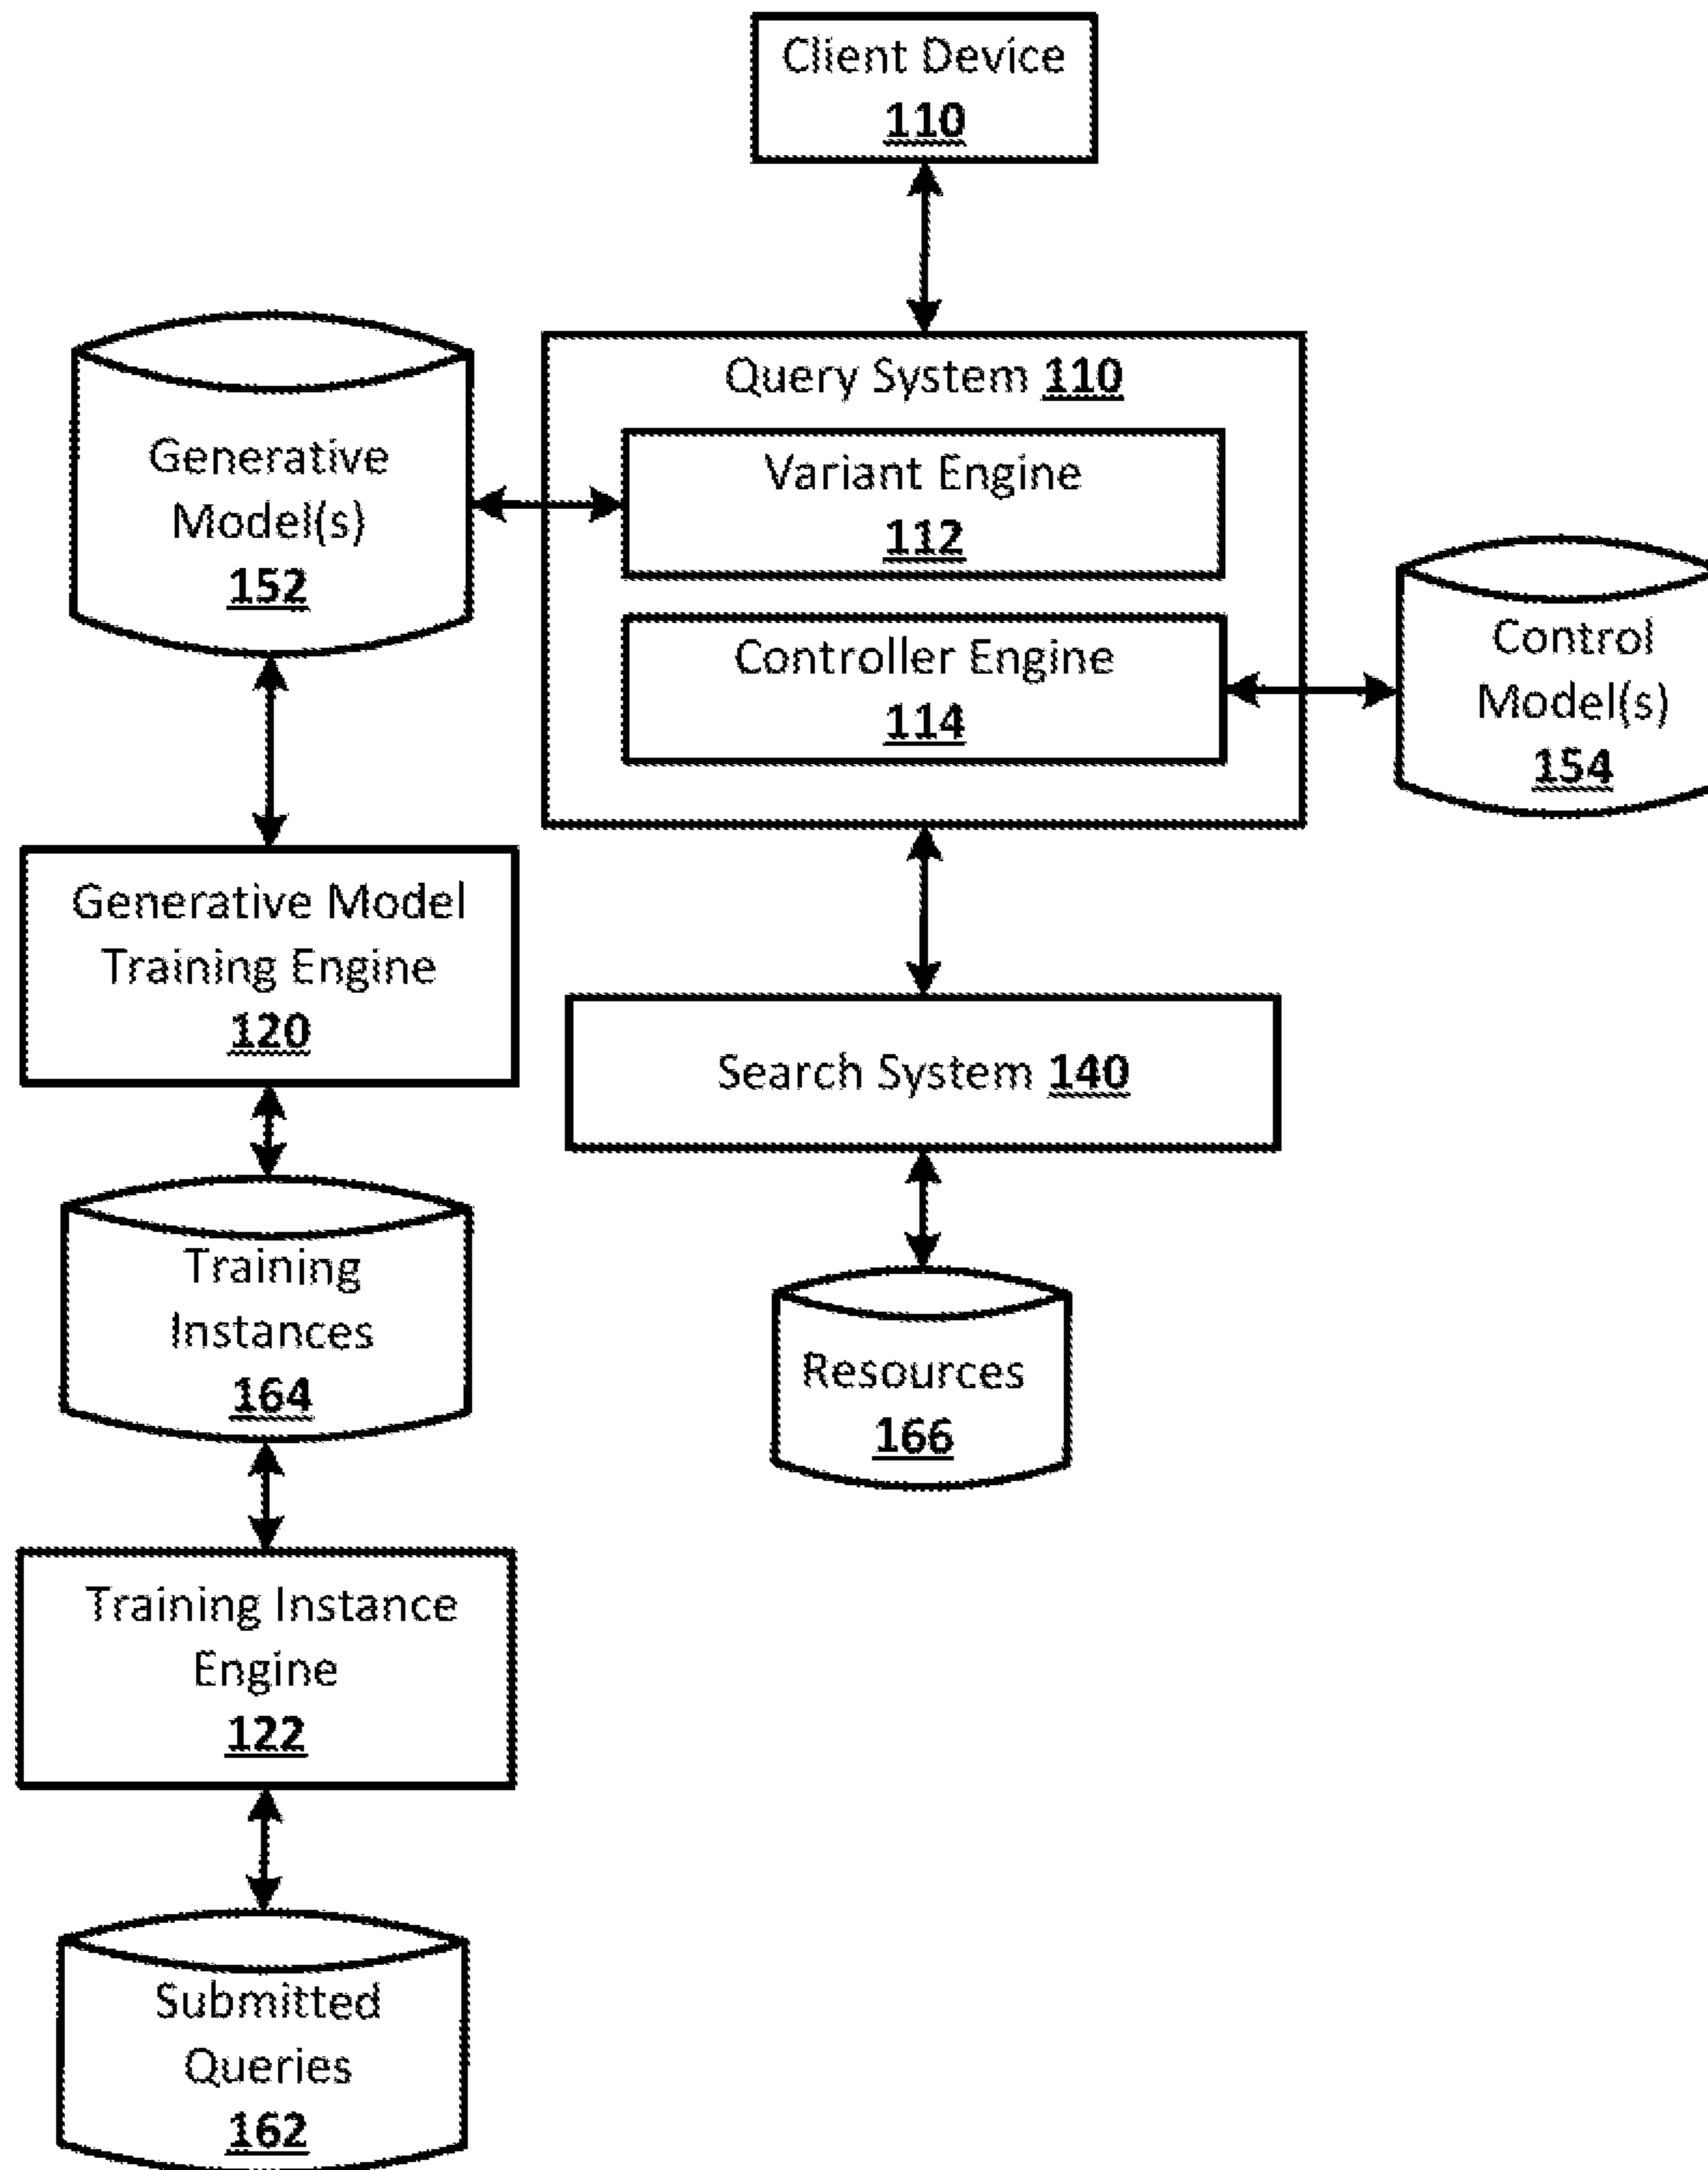 Client Device
110
Query System 110
Variant Engine
112
Controller Engine
114
Generative
Model(s)
152
Control
Model(s)
154
Generative Model
Training Engine
120
Search System 140
Training
Instances
164
Resources
166
Training Instance
Engine
122
Submitted
Queries
162